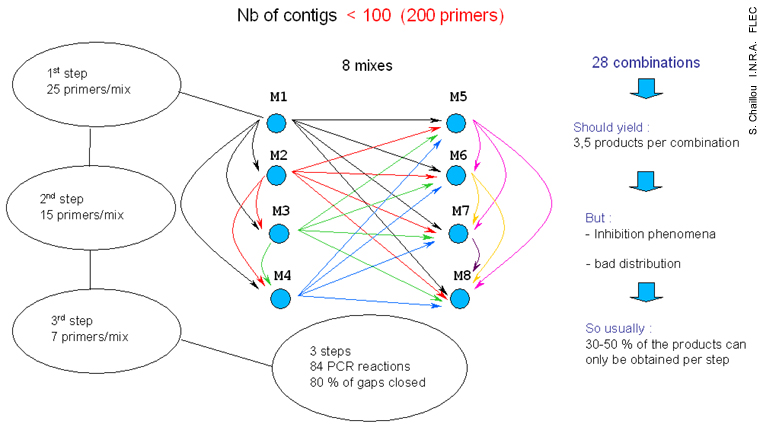 Nb of contigs < 100 (200 primers)
S. Chaillou I.N.R.A. FLEC
1st step
25 primers/mix
8 mixes
28 combinations
M1
M5
Should yield :
3,5 products per combination
M2
M6
2nd step
15 primers/mix
M3
M7
But :
- Inhibition phenomena
- bad distribution
M4
M8
3rd step
7 primers/mix
So usually :
30-50 % of the products can
only be obtained per step
3 steps
84 PCR reactions
80 % of gaps closed